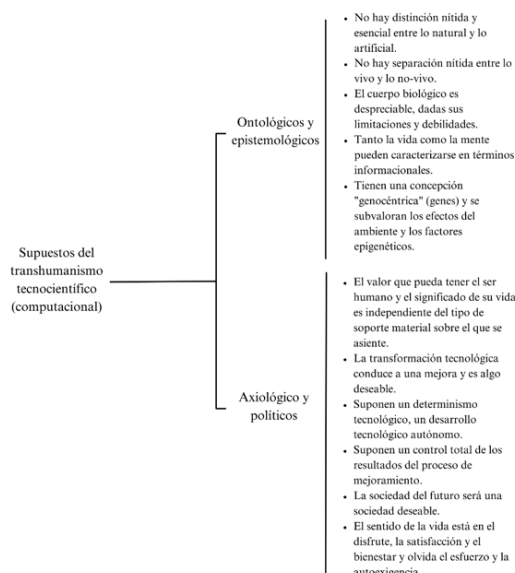 Supuestos del
transhumanismo
tecnocientífico
(computacional)
Ontológicos y
epistemológicos
• No hay distinción nítida y
esencial entre lo natural y lo
artificial.
• No hay separación nítida entre lo
vivo y lo no-vivo.
• El cuerpo biológico es
despreciable, dadas sus
limitaciones y debilidades.
• Tanto la vida como la mente
pueden caracterizarse en términos
informacionales.
• Tienen una concepción
"genocéntrica" (genes) y se
subvaloran los efectos del
ambiente y los factores
epigenéticos.
Axiológico y
políticos
• El valor que pueda tener el ser
humano y el significado de su vida
es independiente del tipo de
soporte material sobre el que se
asiente.
• La transformación tecnológica
conduce a una mejora y es algo
deseable.
• Suponen un determinismo
tecnológico, un desarrollo
tecnológico autónomo.
• Suponen un control total de los
resultados del proceso de
mejoramiento.
• La sociedad del futuro será una
sociedad deseable.
• El sentido de la vida está en el
disfrute, la satisfacción y el
bienestar y olvida el esfuerzo y la
autoexigencia